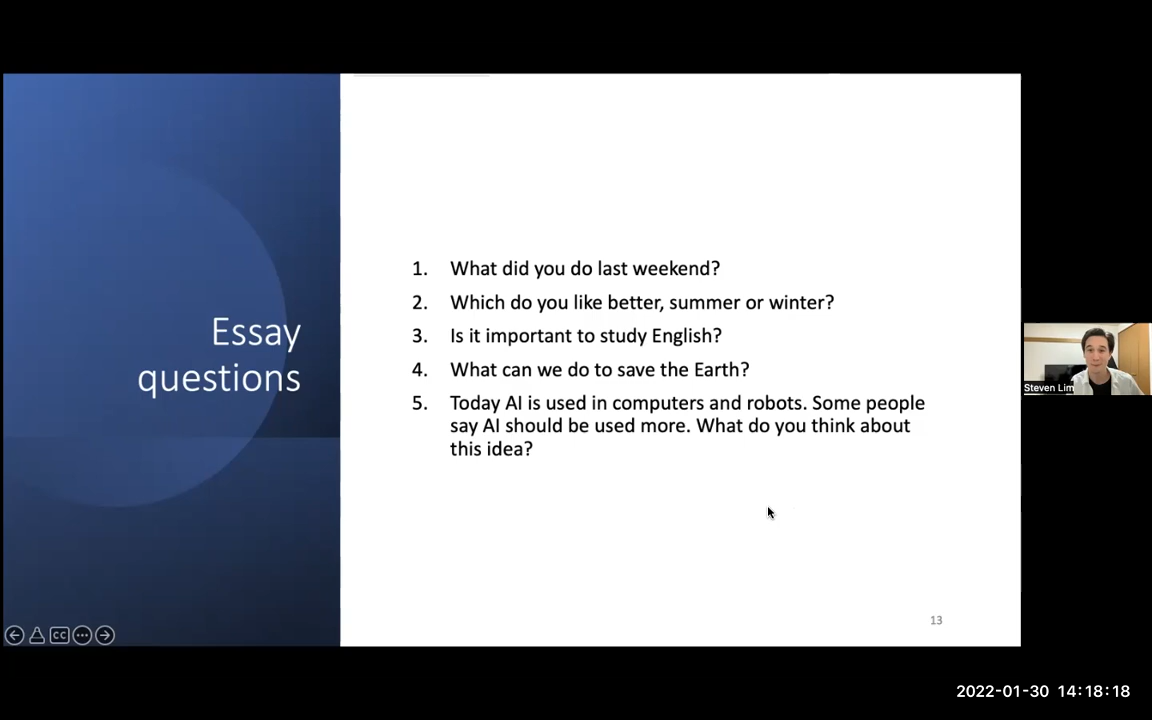 Essay
questions
1. What did you do last weekend?
2. Which do you like better, summer or winter?
3. Is it important to study English?
4. What can we do to save the Earth?
5. Today AI is used in computers and robots. Some people
say AI should be used more. What do you think about
this idea?
Steven Lim
CC
13
2022-01-30 14:18:18